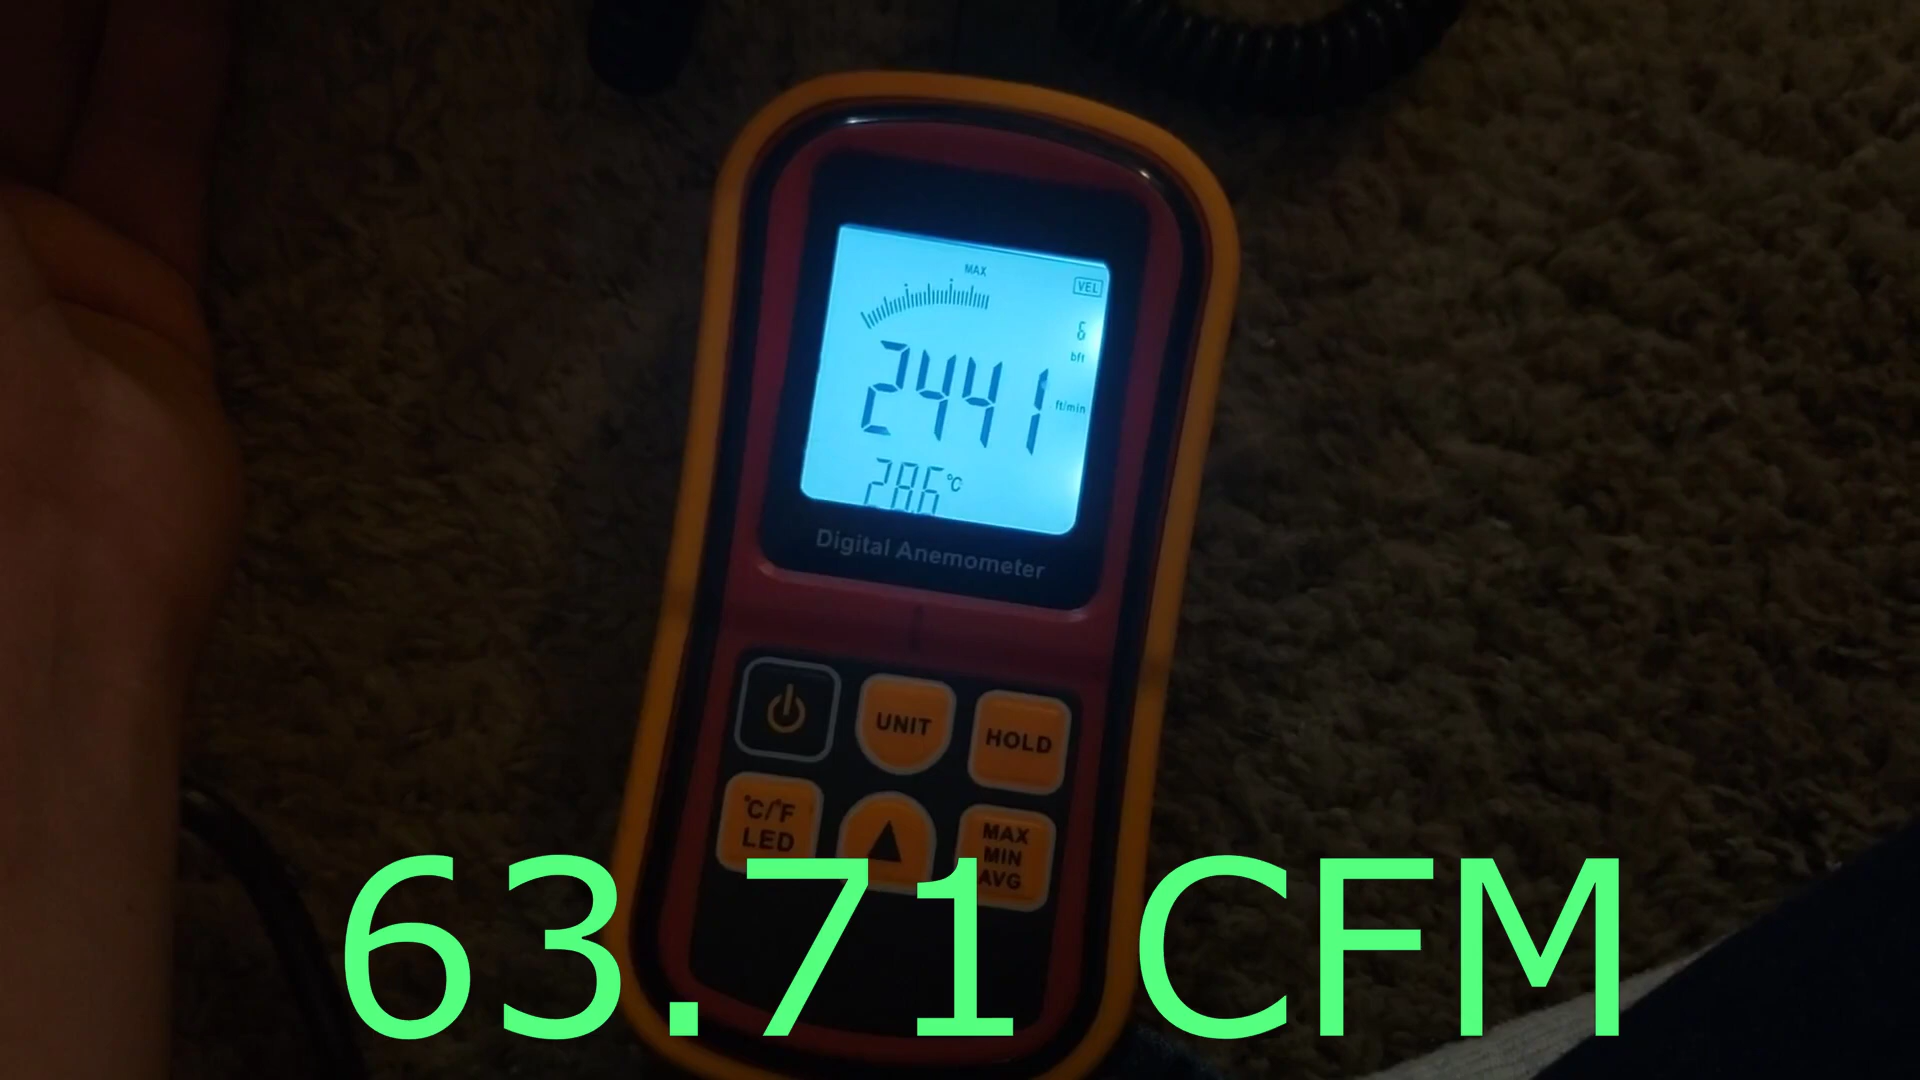 MAX
VEL
6
bft
2441 ft/min
28.6 °C
Digital Anemometer
UNIT
HOLD
°C/°F
LED
MAX
MIN
AVG
63.71 CFM